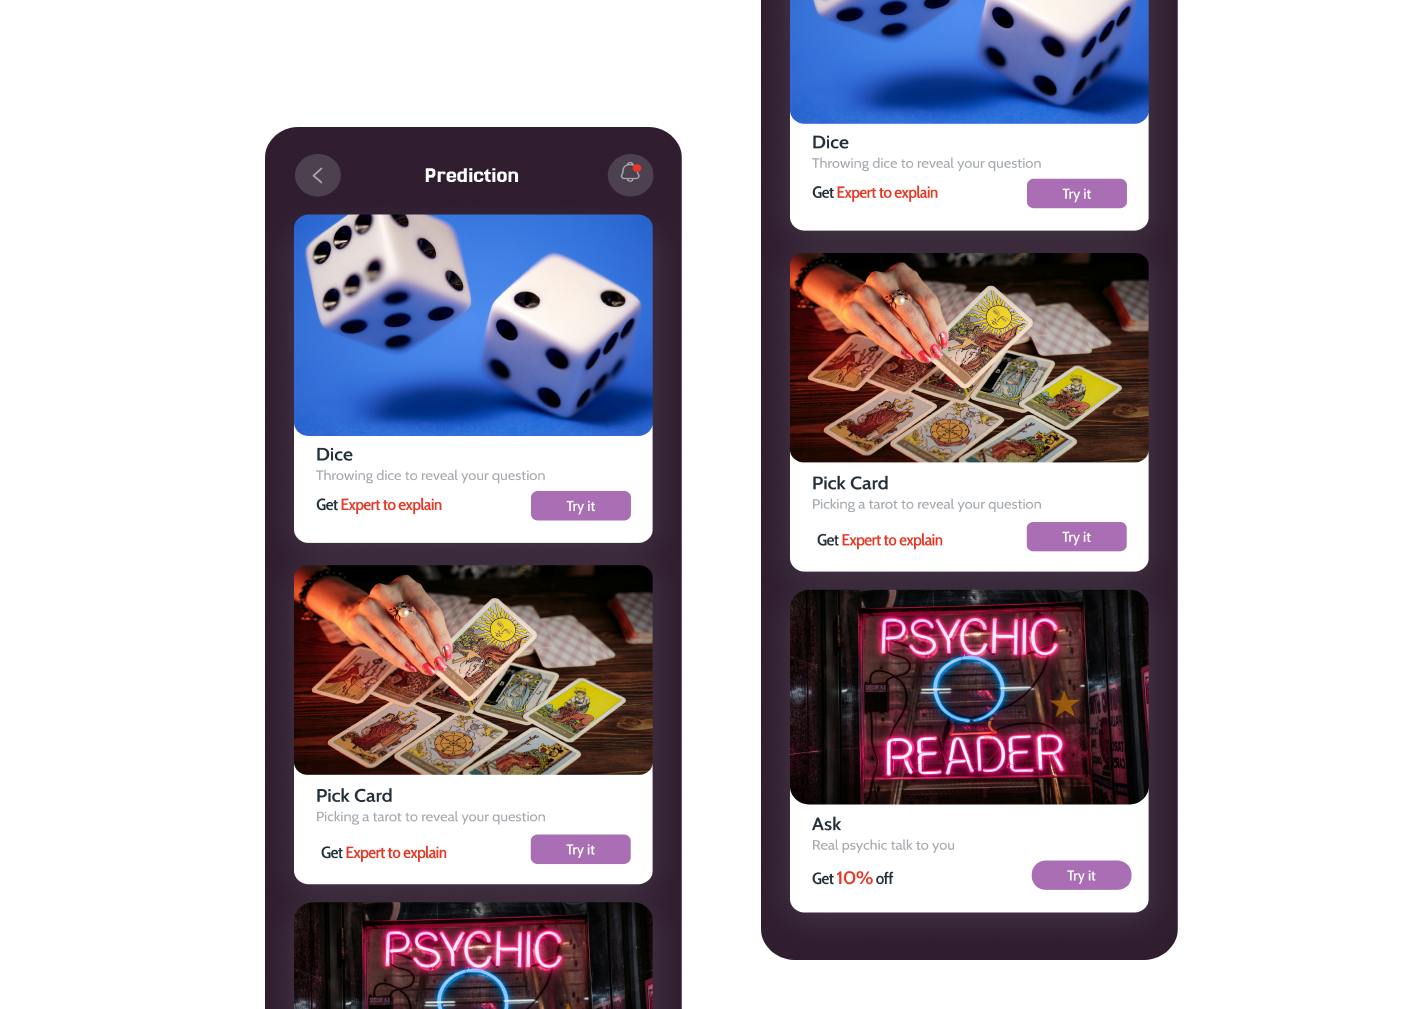 Prediction
Dice
Throwing dice to reveal your question
Get Expert to explain
Try it
Pick Card
Picking a tarot to reveal your question
Get Expert to explain
Try it
PSYCHIC
Dice
Throwing dice to reveal your question
Get Expert to explain
Try it
Pick Card
Picking a tarot to reveal your question
Get Expert to explain
Try it
PSYCHIC
READER
Ask
Real psychic talk to you
Get 10% off
Try it